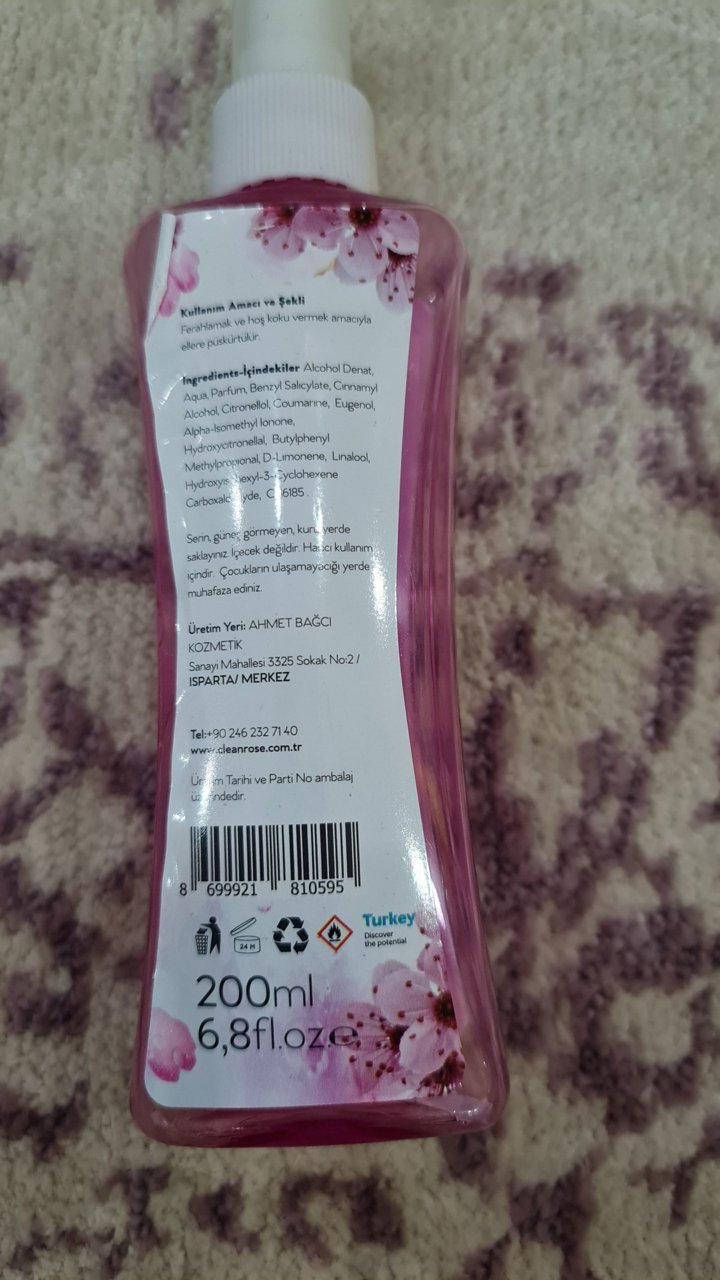 Kullanım Amacı ve Şekli
Ferahlamak ve hoş koku vermek amacıyla
ellere püskürtülür.
Ingredients-İçindekiler Alcohol Denat,
Aqua, Parfum, Benzyl Salicylate, Cinnamyl
Alcohol, Citronellol, Coumarine, Eugenol,
Alpha-Isomethyl Ionone,
Hydroxycitronellal, Butylphenyl
Methylpropional, D-Limonene, Linalool,
3-Cyclohexene
Serin, güneş görmeyen, kuru yerde
saklayınız. İçecek değildir. Harici kullanım
içindir. Çocukların ulaşamayacığı yerde
muhafaza ediniz.
Üretim Yeri: AHMET BAĞCI
KOZMETİK
Sanayi Mahallesi 3325 Sokak No:2 /
ISPARTA/ MERKEZ
Tel:+90 246 232 71 40
www.cleanrose.com.tr
Üretim Tarihi ve Parti No ambalaj
üzerindedir.
8 699921 810595
24 M
Turkey
Discover
the potential
200ml
6,8fl.oz.e